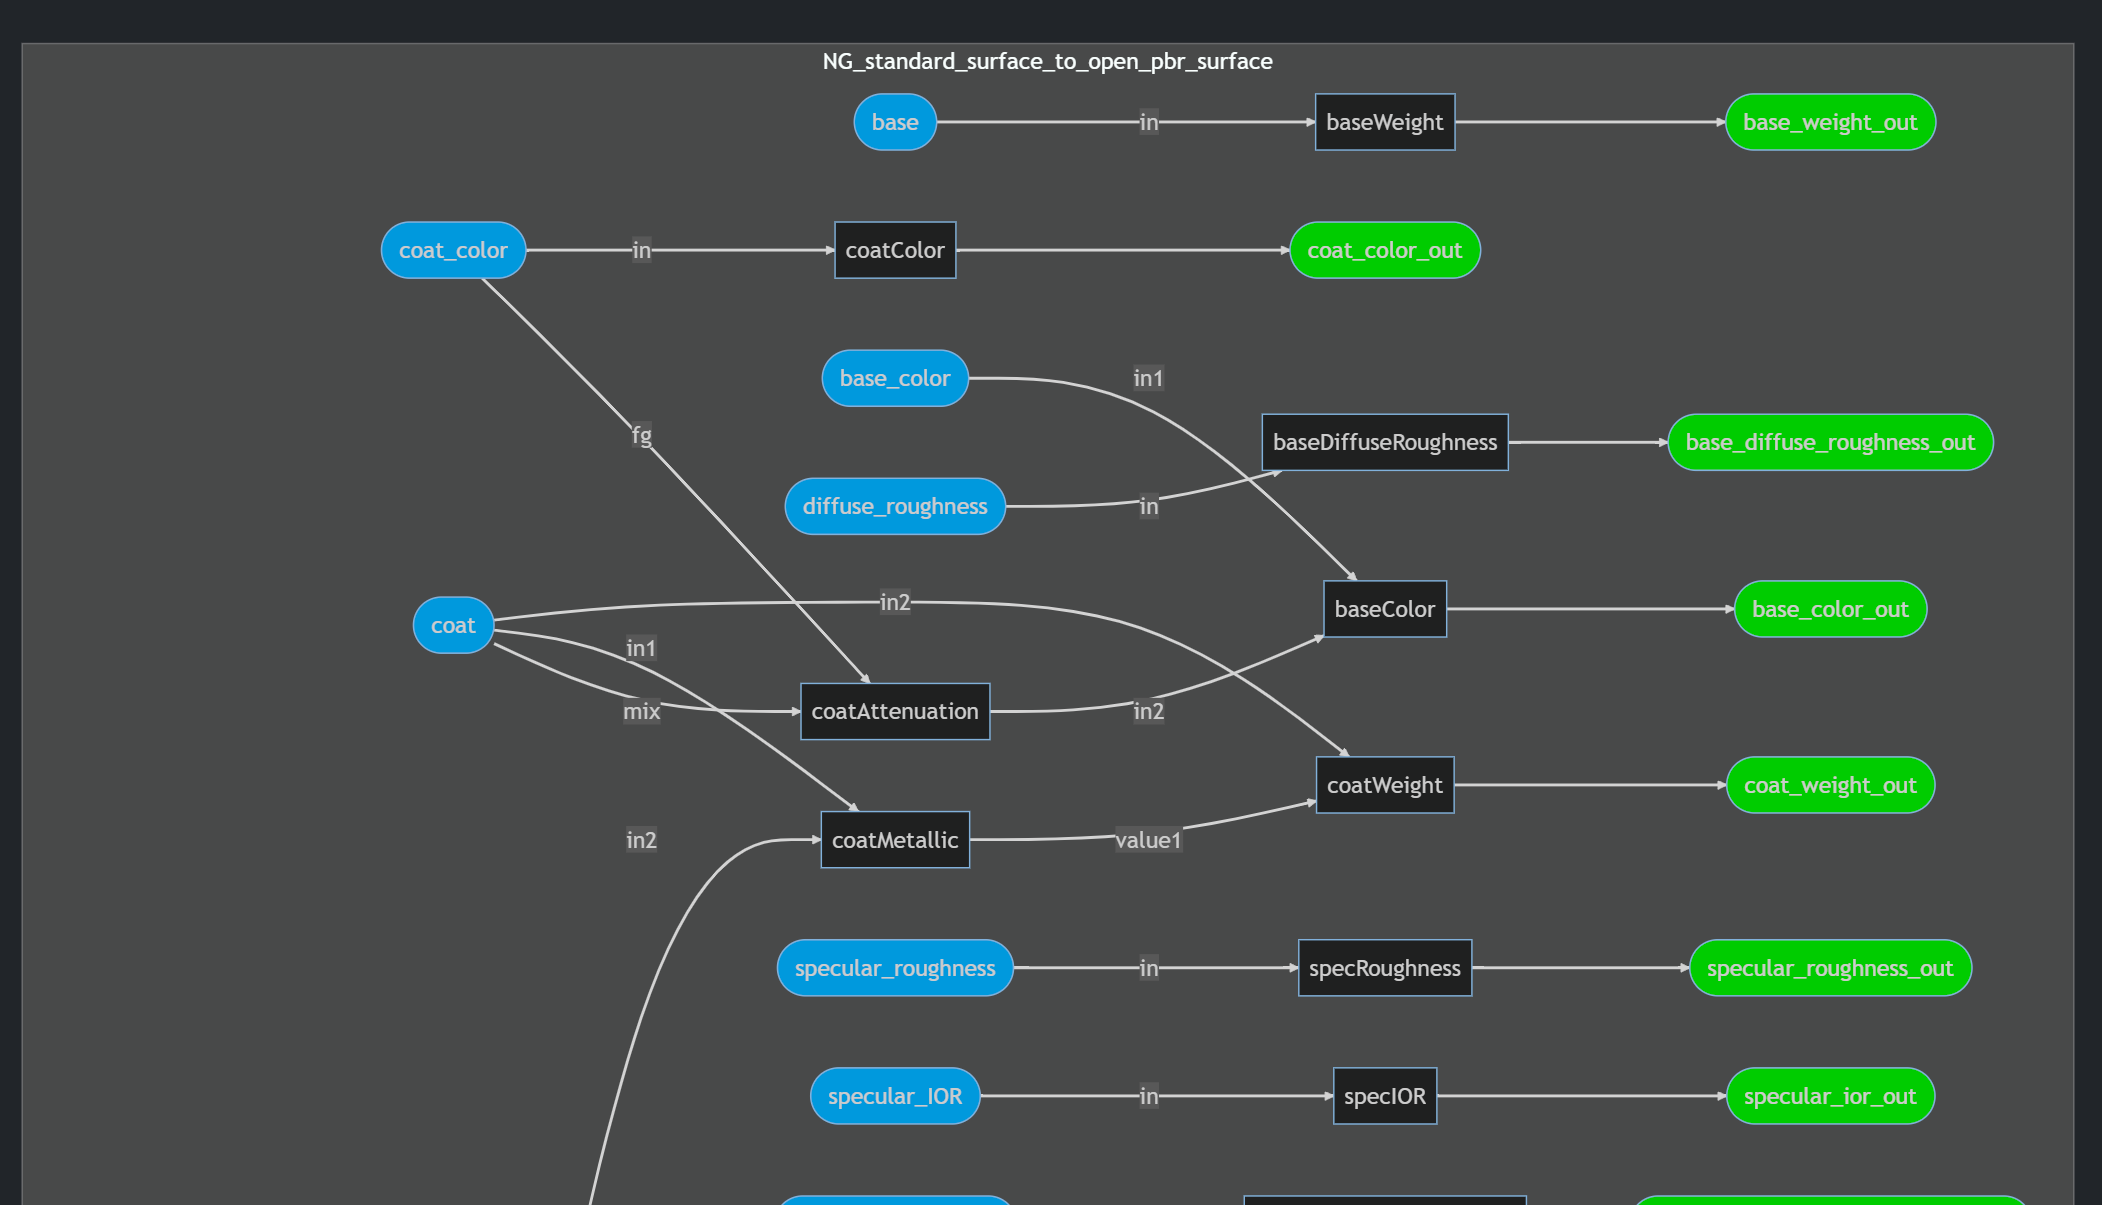 NG_standard_surface_to_open_pbr_surface
base
in
baseWeight
base_weight_out
coat_color
in
coatColor
coat_color_out
base_color
in1
fg
baseDiffuseRoughness
base_diffuse_roughness_out
diffuse_roughness
in
in2
baseColor
base_color_out
coat
in1
mix
coatAttenuation
in2
coatWeight
coat_weight_out
in2
coatMetallic
value1
specular_roughness
in
specRoughness
specular_roughness_out
specular_IOR
in
specIOR
specular_ior_out